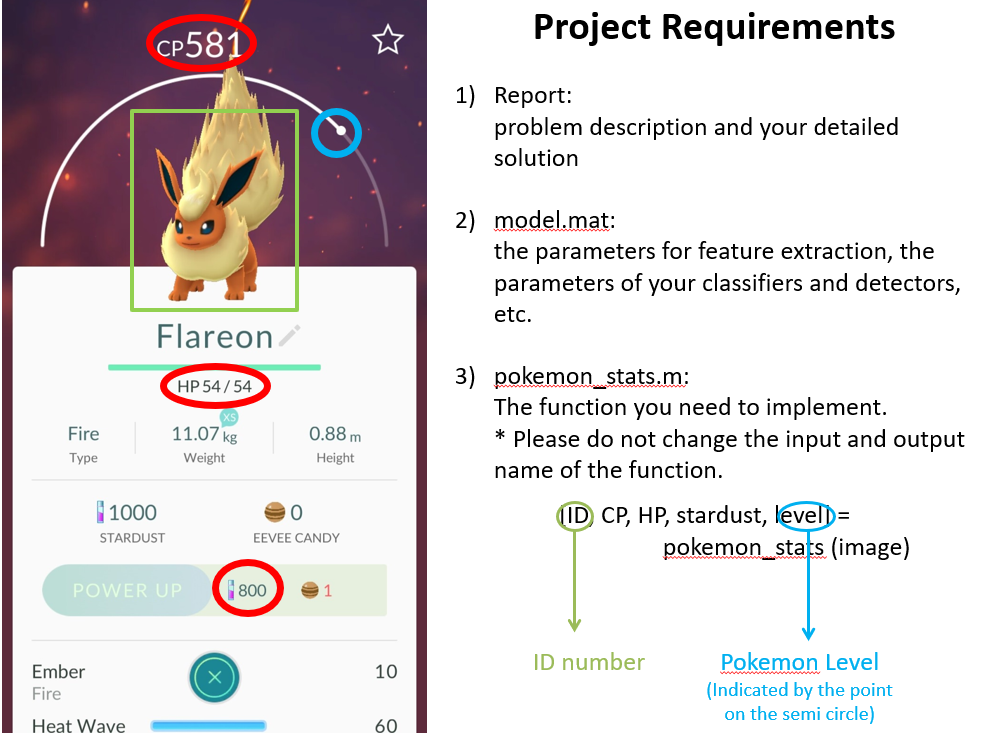 CP581
Flareon
HP 54 / 54
XS
Fire
11.07 kg
0.88 m
Type
Weight
Height
1000
0
STARDUST
EEVEE CANDY
POWER UP
800
1
Ember
10
Fire
Heat Wave
60
Project Requirements
1) Report:
problem description and your detailed
solution
2) model.mat:
the parameters for feature extraction, the
parameters of your classifiers and detectors,
etc.
3) pokemon_stats.m:
The function you need to implement.
* Please do not change the input and output
name of the function.
[ID, CP, HP, stardust, level] =
pokemon_stats (image)
ID number
Pokemon Level
(Indicated by the point
on the semi circle)